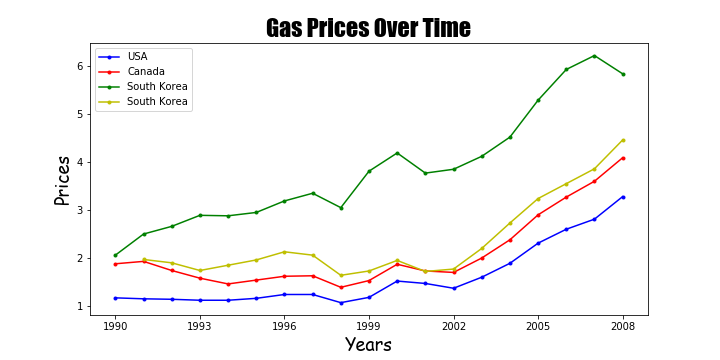 Gas Prices Over Time
USA
Canada
South Korea
South Korea
6
5
4
3
2
1
Prices
1990 1993 1996 1999 2002 2005 2008
Years